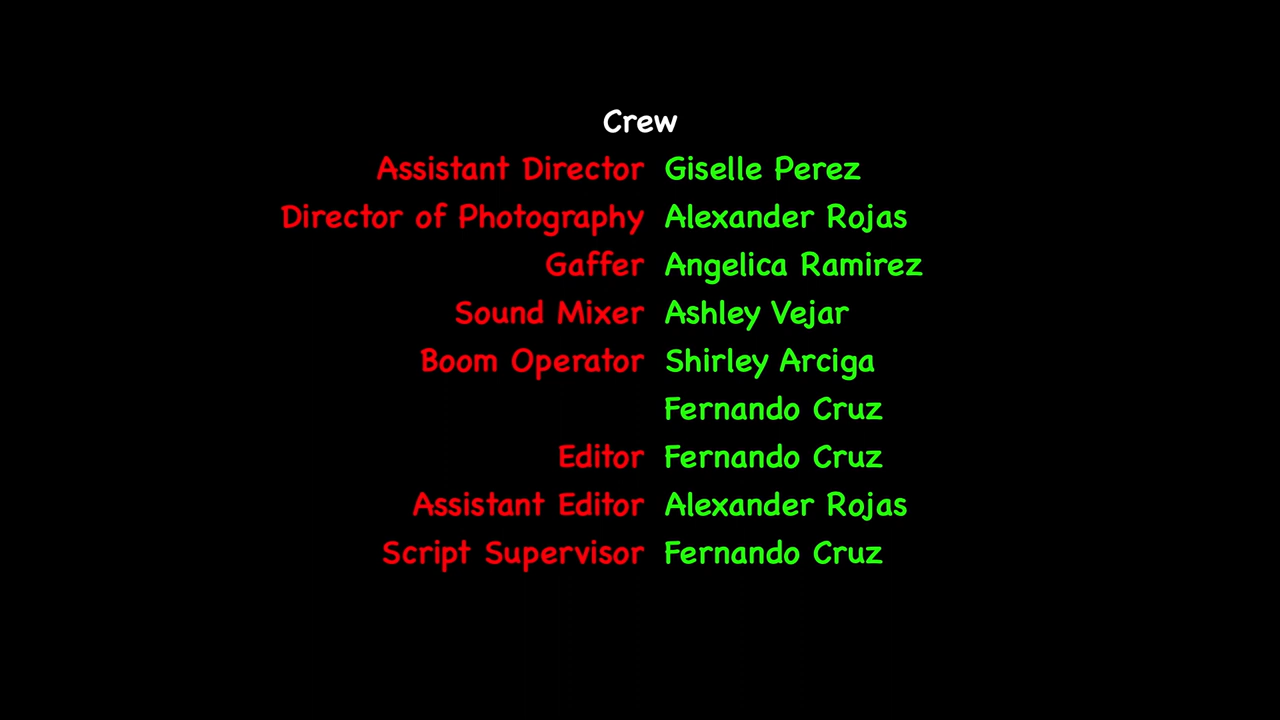 Crew
Assistant Director Giselle Perez
Director of Photography Alexander Rojas
Gaffer Angelica Ramirez
Sound Mixer Ashley Vejar
Boom Operator Shirley Arciga
Fernando Cruz
Editor Fernando Cruz
Assistant Editor Alexander Rojas
Script Supervisor Fernando Cruz